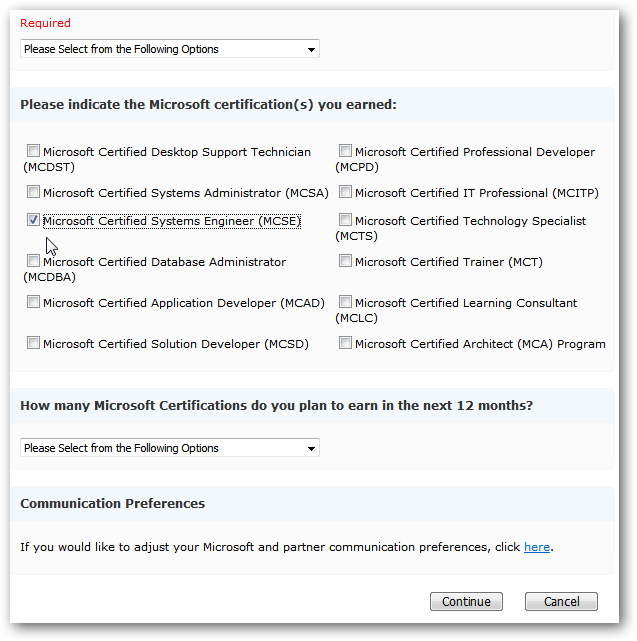 Required
Please Select from the Following Options
Please indicate the Microsoft certification(s) you earned:
Microsoft Certified Desktop Support Technician
(MCDST)
Microsoft Certified Professional Developer
(MCPD)
Microsoft Certified Systems Administrator (MCSA)
Microsoft Certified IT Professional (MCITP)
Microsoft Certified Systems Engineer (MCSE)
Microsoft Certified Technology Specialist
(MCTS)
Microsoft Certified Database Administrator
(MCDBA)
Microsoft Certified Trainer (MCT)
Microsoft Certified Application Developer (MCAD)
Microsoft Certified Learning Consultant
(MCLC)
Microsoft Certified Solution Developer (MCSD)
Microsoft Certified Architect (MCA) Program
How many Microsoft Certifications do you plan to earn in the next 12 months?
Please Select from the Following Options
Communication Preferences
If you would like to adjust your Microsoft and partner communication preferences, click here.
Continue
Cancel